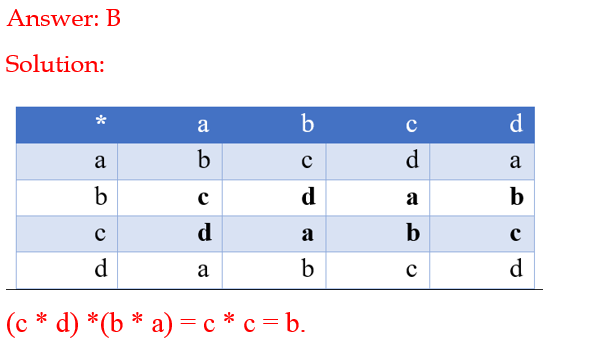 Answer: B
Solution:
* a b c d
a b c d a
b c d a b
c d a b c
d a b c d
(c * d) *(b * a) = c * c = b.